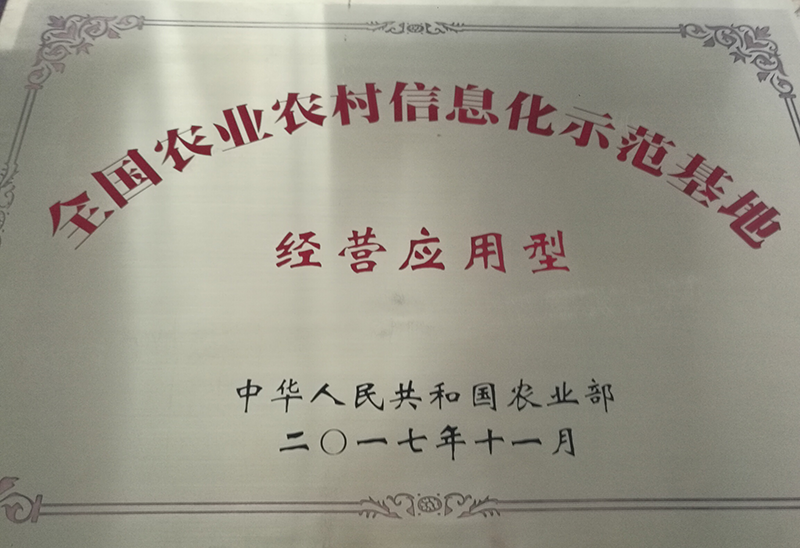 全国农业农村信息化示范基地
经营应用型
中华人民共和国农业部
二〇一七年十一月